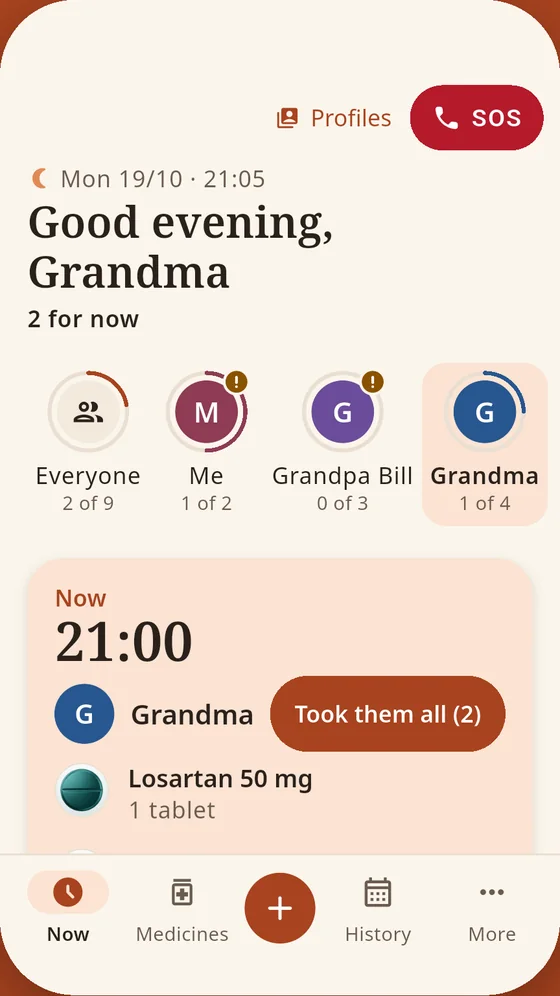 Profiles
SOS
Mon 19/10 · 21:05
Good evening,
Grandma
2 for now
M
!
G
!
G
Everyone
Me
Grandpa Bill
Grandma
2 of 9
1 of 2
0 of 3
1 of 4
Now
21:00
G
Grandma
Took them all (2)
Losartan 50 mg
1 tablet
Now
Medicines
History
More